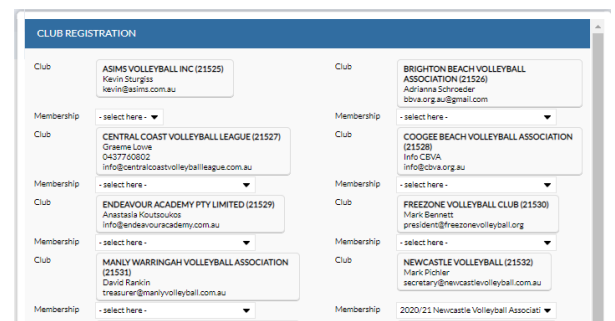 CLUB REGISTRATION
Club
ASIMS VOLLEYBALL INC (21525)
Kevin Sturgiss
kevin@asims.com.au
Club
BRIGHTON BEACH VOLLEYBALL
ASSOCIATION (21526)
Adrianna Schroeder
bbva.org.au@gmail.com
Membership
- select here -
Membership
- select here -
Club
CENTRAL COAST VOLLEYBALL LEAGUE (21527)
Graeme Lowe
0437760802
info@centralcoastvolleyballleague.com.au
Club
COOGEE BEACH VOLLEYBALL ASSOCIATION
(21528)
Info CBVA
info@cbva.org.au
Membership
- select here -
Membership
- select here -
Club
ENDEAVOUR ACADEMY PTY LIMITED (21529)
Anastasia Koutsoukos
info@endeavouracademy.com.au
Club
FREEZONE VOLLEYBALL CLUB (21530)
Mark Bennett
president@freezonevolleyball.org
Membership
- select here -
Membership
- select here -
Club
MANLY WARRINGAH VOLLEYBALL ASSOCIATION
(21531)
David Rankin
treasurer@manlyvolleyball.com.au
Club
NEWCASTLE VOLLEYBALL (21532)
Mark Pichler
secretary@newcastlevolleyball.com.au
Membership
- select here -
Membership
2020/21 Newcastle Volleyball Associati